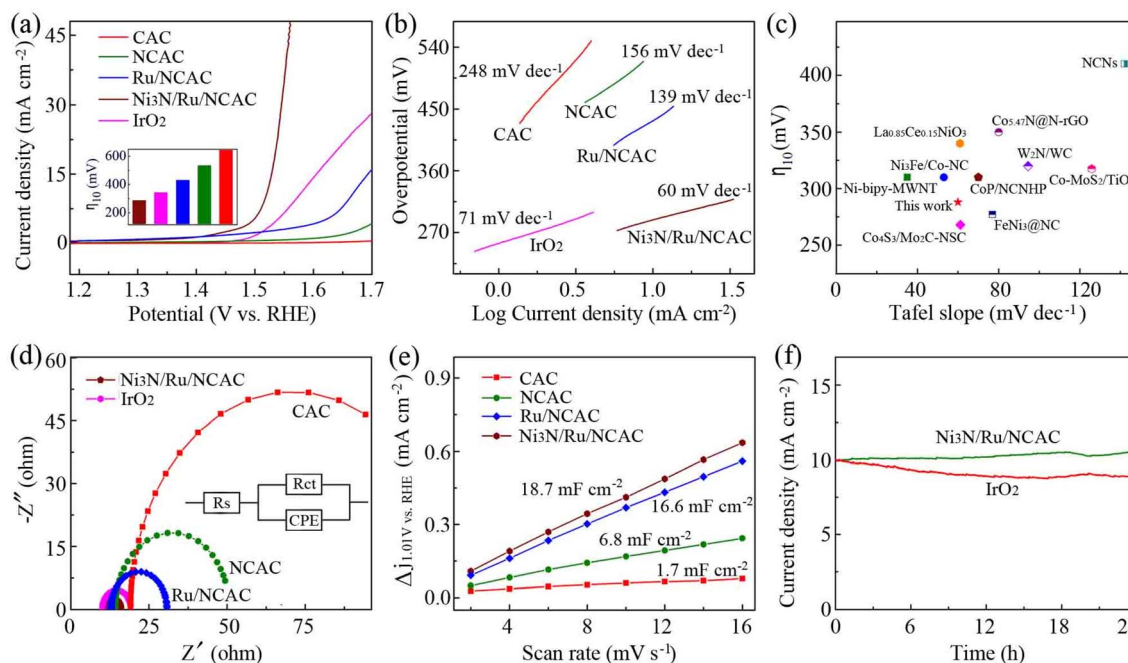 (a)
45
30
15
0
1.2
1.3
1.4
1.5
1.6
1.7
Current density (mA cm-2)
Potential (V vs. RHE)
CAC
NCAC
Ru/NCAC
Ni3N/Ru/NCAC
IrO2
600
400
200
η10 (mV)
(b)
540
450
360
270
0.0
0.5
1.0
1.5
Overpotential (mV)
Log Current density (mA cm-2)
248 mV dec-1
156 mV dec-1
139 mV dec-1
60 mV dec-1
71 mV dec-1
CAC
NCAC
Ru/NCAC
IrO2
Ni3N/Ru/NCAC
(c)
400
350
300
250
40
80
120
η10 (mV)
Tafel slope (mV dec-1)
NCNs
Co5.47N@N-rGO
La0.85Ce0.15NiO3
W2N/WC
Ni3Fe/Co-NC
Co-MoS2/TiO
Ni-bipy-MWNT
CoP/NCNHP
This work
FeNi3@NC
Co4S3/Mo2C-NSC
(d)
60
45
30
15
0
0
25
50
75
-Z″ (ohm)
Z′ (ohm)
Ni3N/Ru/NCAC
IrO2
CAC
NCAC
Ru/NCAC
Rs
Rct
CPE
(e)
0.9
0.6
0.3
0.0
4
8
12
16
Δj1.01 V vs. RHE (mA cm-2)
Scan rate (mV s-1)
CAC
NCAC
Ru/NCAC
Ni3N/Ru/NCAC
18.7 mF cm-2
16.6 mF cm-2
6.8 mF cm-2
1.7 mF cm-2
(f)
15
10
5
0
0
6
12
18
2
Current density (mA cm-2)
Time (h)
Ni3N/Ru/NCAC
IrO2